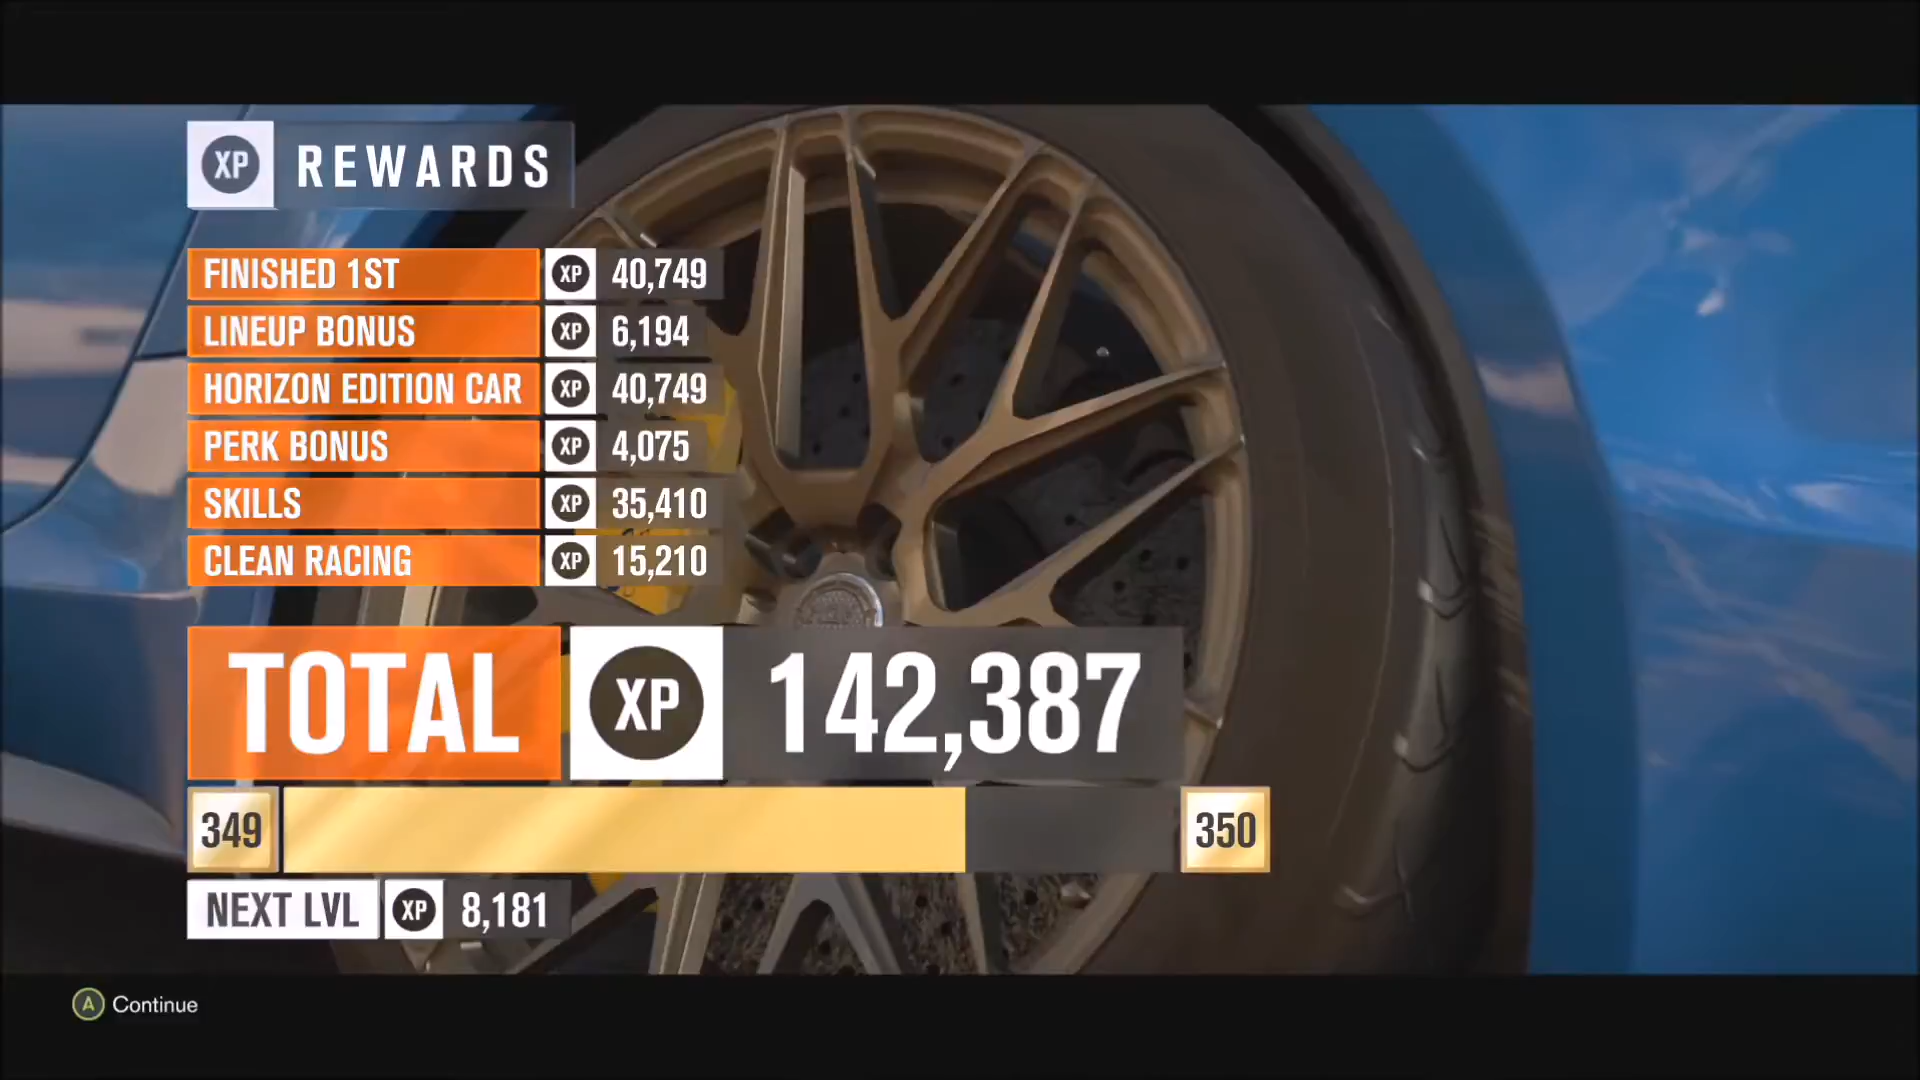 XP REWARDS
FINISHED 1ST XP 40,749
LINEUP BONUS XP 6,194
HORIZON EDITION CAR XP 40,749
PERK BONUS XP 4,075
SKILLS XP 35,410
CLEAN RACING XP 15,210
TOTAL XP 142,387
349 350
NEXT LVL XP 8,181
A Continue